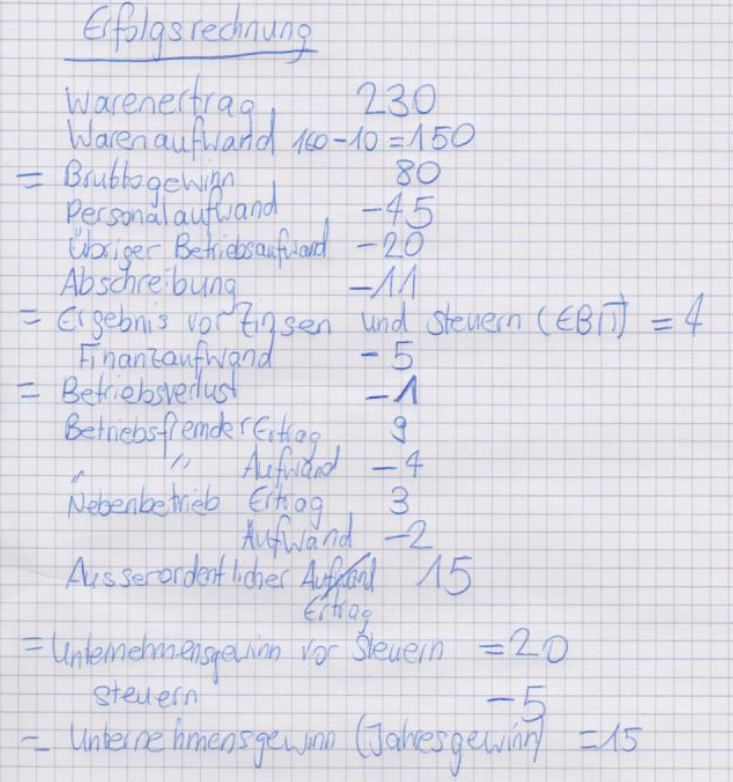 Erfolgsrechnung
Warenertrag 230
Warenaufwand 160-10=150
= Bruttogewinn 80
Personalaufwand -45
Übriger Betriebsaufwand -20
Abschreibung -11
= Ergebnis vor Zinsen und Steuern (EBIT) = 4
Finanzaufwand -5
= Betriebsverlust -1
Betriebsfremder Ertrag 9
" " Aufwand -4
Nebenbetrieb Ertrag 3
Aufwand -2
Ausserordentlicher Aufwand 15
Ertrag
= Unternehmensgewinn vor Steuern = 20
Steuern -5
= Unternehmensgewinn (Jahresgewinn) = 15